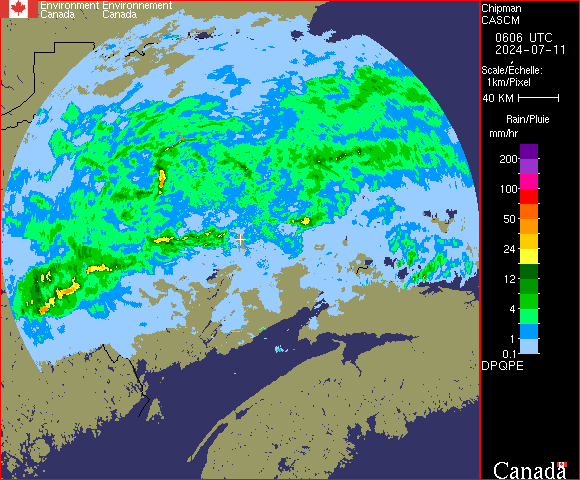 Environment Environnement
Canada Canada
Chipman
CASCM
0606 UTC
2024-07-11
Scale/Échelle:
1km/Pixel
40 KM
Rain/Pluie
mm/hr
200
100
50
24
12
4
1
0.1
DPQPE
Canada